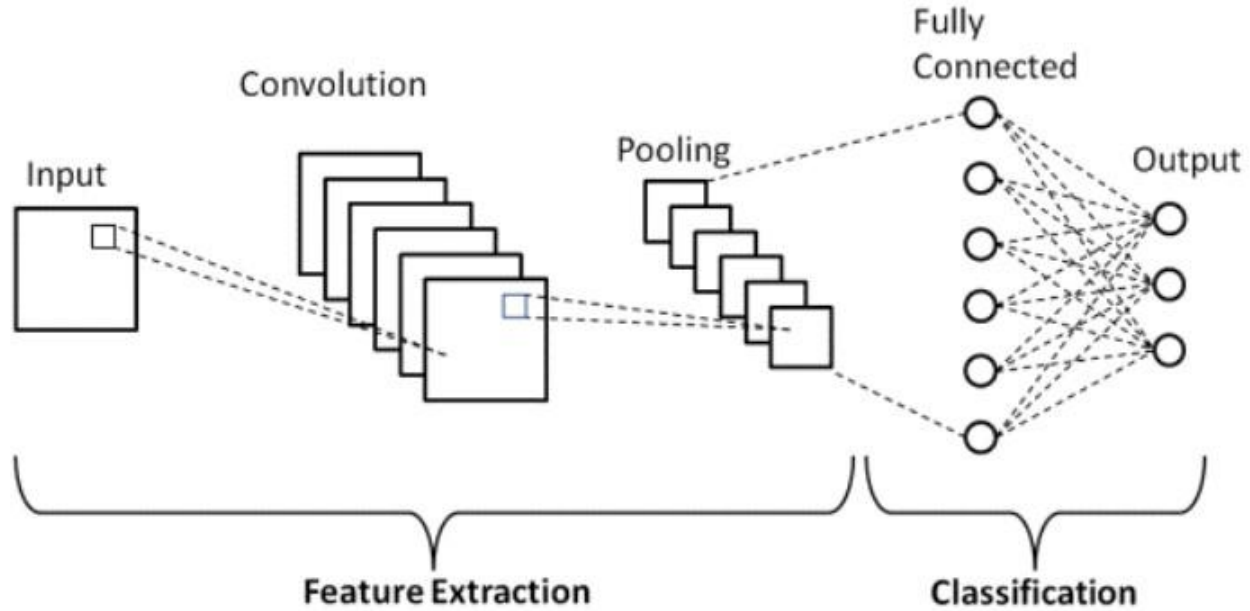 Input
Convolution
Pooling
Fully
Connected
Output
Feature Extraction
Classification